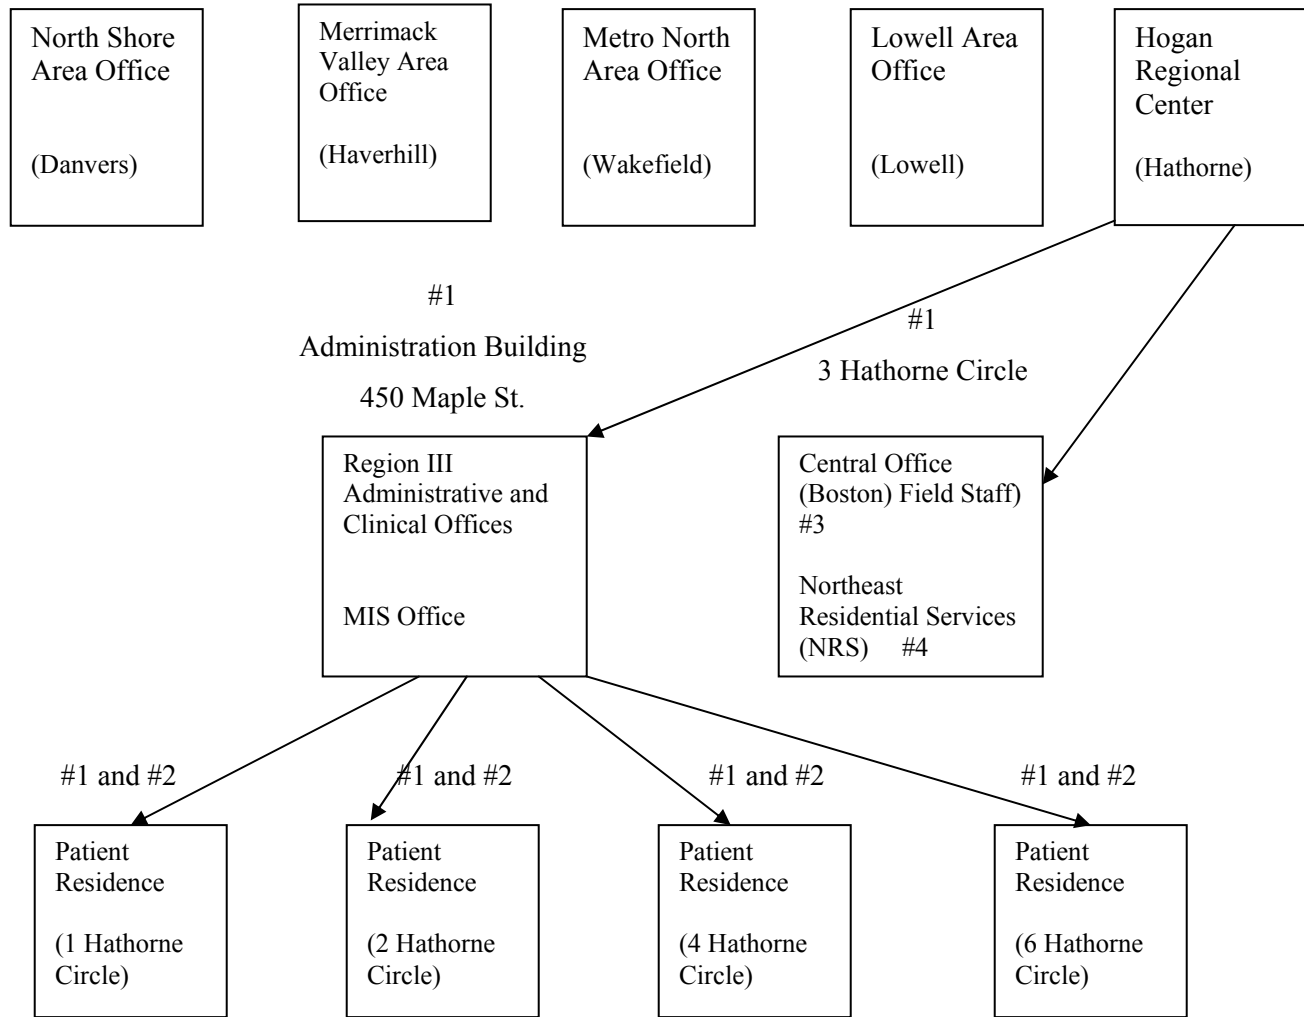 North Shore
Area Office
(Danvers)
Merrimack
Valley Area
Office
(Haverhill)
Metro North
Area Office
(Wakefield)
Lowell Area
Office
(Lowell)
Hogan
Regional
Center
(Hathorne)
#1
Administration Building
450 Maple St.
#1
3 Hathorne Circle
Region III
Administrative and
Clinical Offices
MIS Office
Central Office
(Boston) Field Staff)
#3
Northeast
Residential Services
(NRS) #4
#1 and #2
#1 and #2
#1 and #2
#1 and #2
Patient
Residence
(1 Hathorne
Circle)
Patient
Residence
(2 Hathorne
Circle)
Patient
Residence
(4 Hathorne
Circle)
Patient
Residence
(6 Hathorne
Circle)